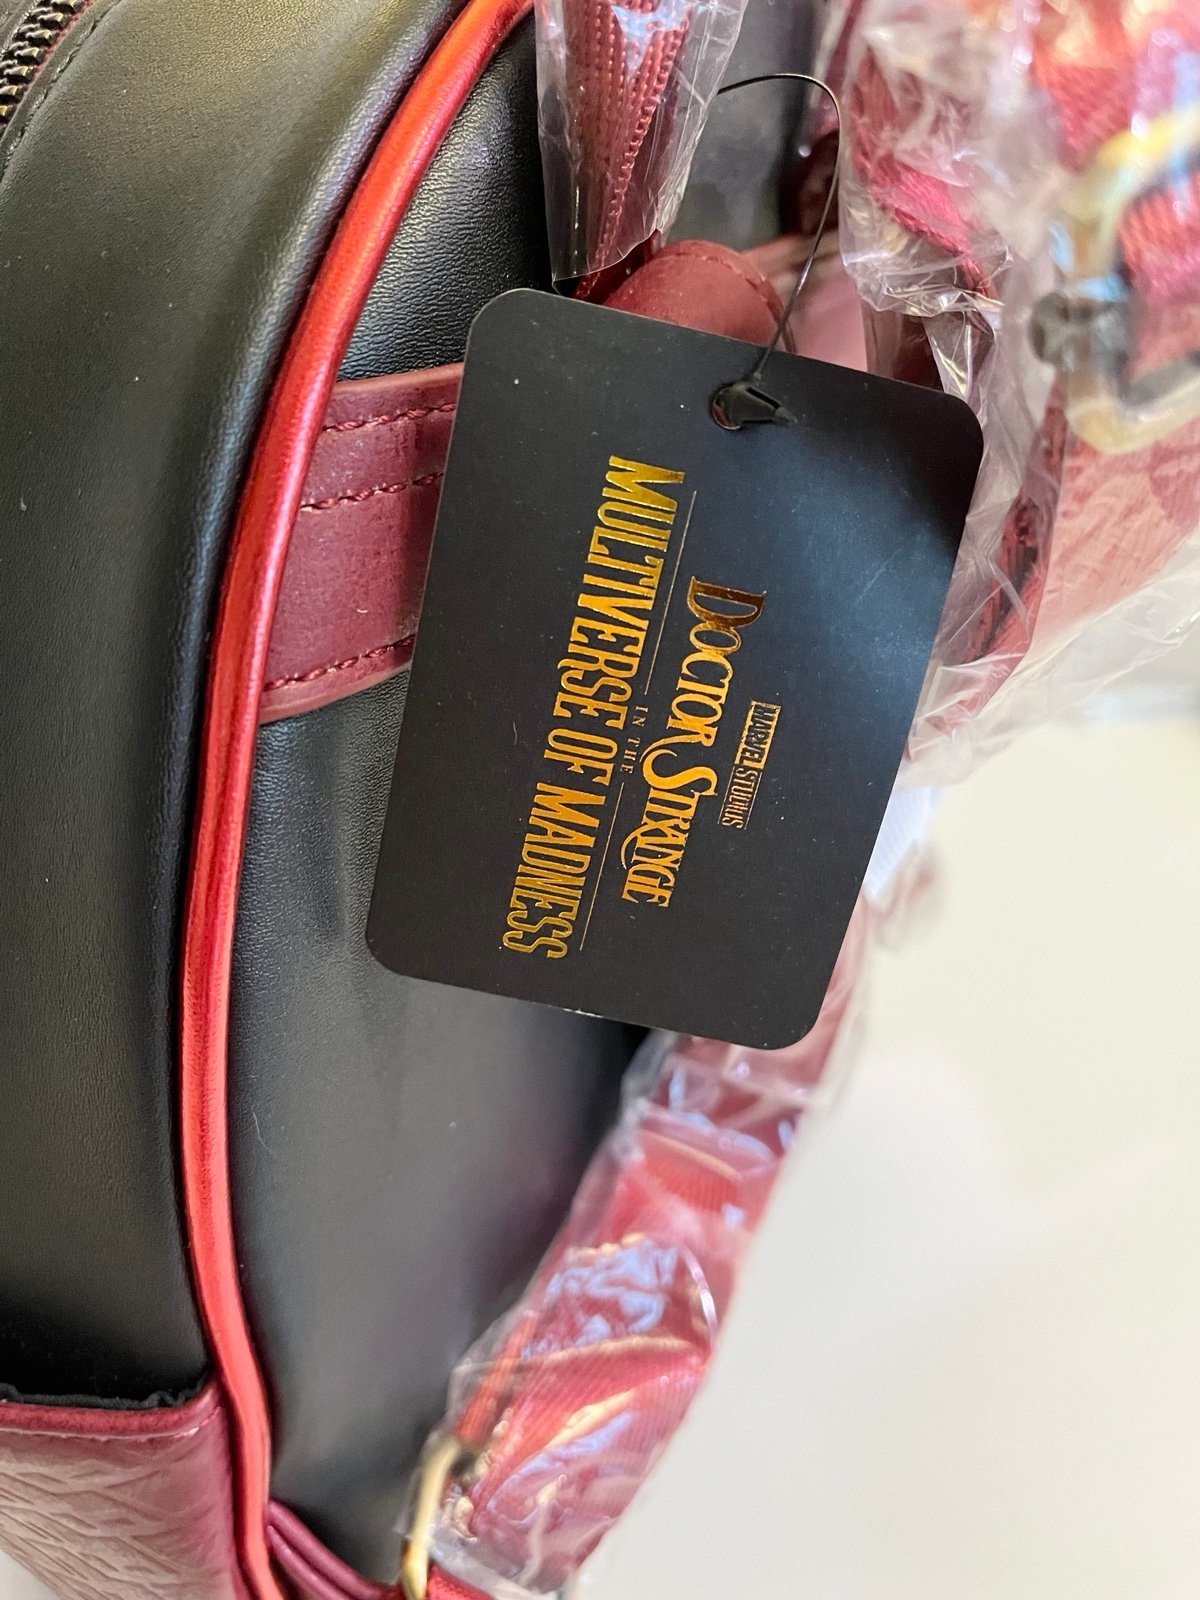 MARVEL STUDIOS
DOCTOR STRANGE
IN THE
MULTIVERSE OF MADNESS